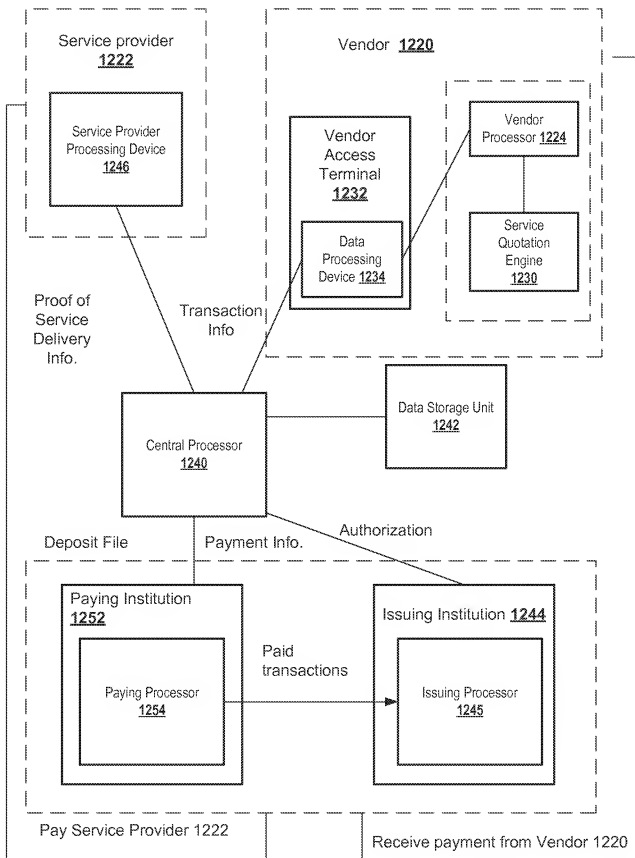 Service provider
1222
Service Provider
Processing Device
1246
Vendor 1220
Vendor
Access
Terminal
1232
Data
Processing
Device 1234
Vendor
Processor 1224
Service
Quotation
Engine
1230
Proof of
Service
Delivery
Info.
Transaction
Info
Central Processor
1240
Data Storage Unit
1242
Deposit File
Payment Info.
Authorization
Paying Institution
1252
Paying Processor
1254
Paid
transactions
Issuing Institution 1244
Issuing Processor
1245
Pay Service Provider 1222
Receive payment from Vendor 1220